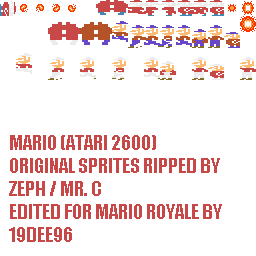 MARIO (ATARI 2600)
ORIGINAL SPRITES RIPPED BY
ZEPH / MR. C
EDITED FOR MARIO ROYALE BY
19DEE96